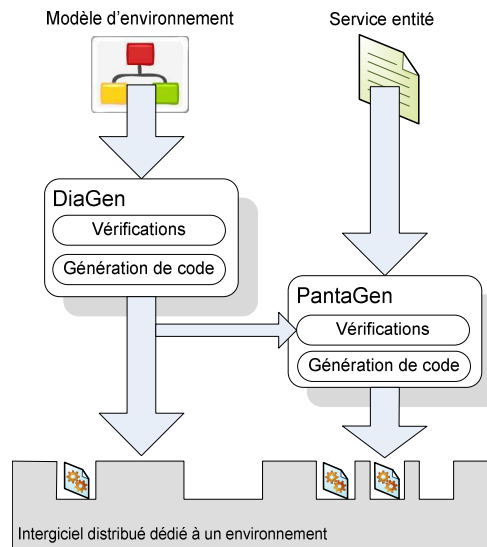 Modèle d'environnement
Service entité
DiaGen
Vérifications
Génération de code
PantaGen
Vérifications
Génération de code
Intergiciel distribué dédié à un environnement